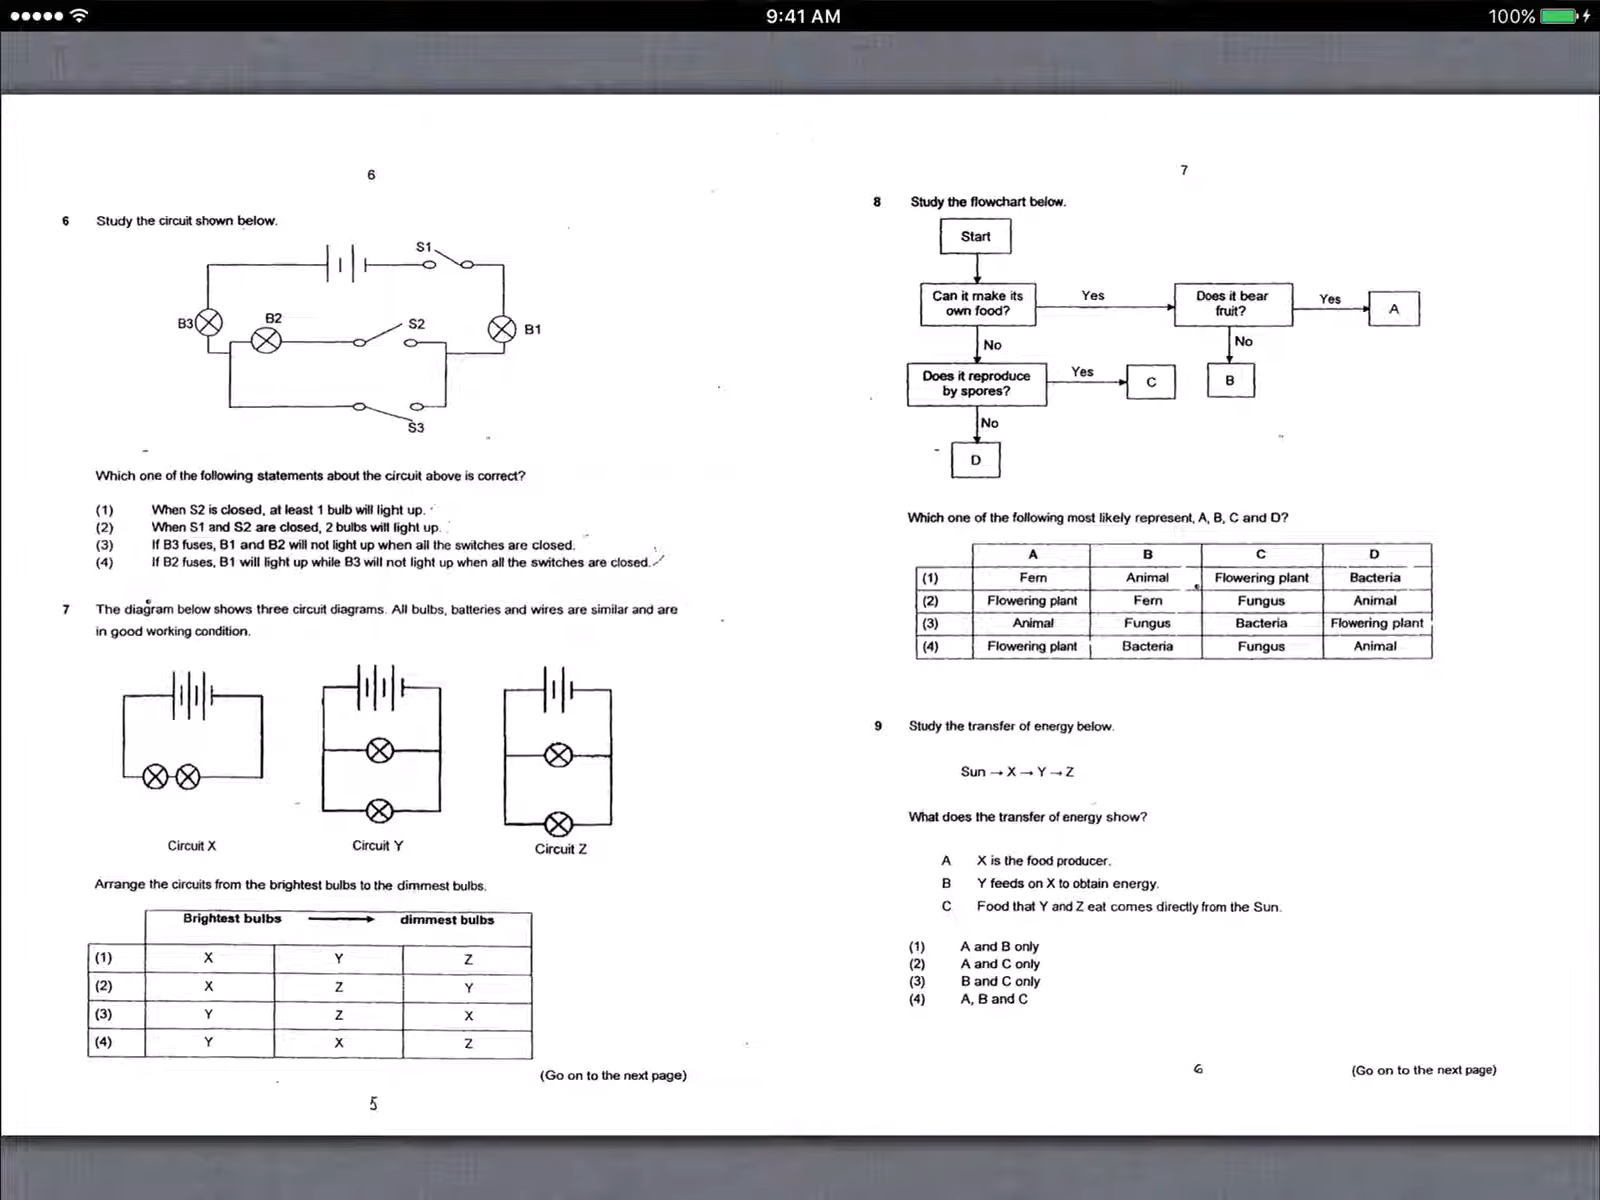 9:41 AM
100%
6
6 Study the circuit shown below.
S1
B3
B2
S2
B1
S3
Which one of the following statements about the circuit above is correct?
(1) When S2 is closed, at least 1 bulb will light up.
(2) When S1 and S2 are closed, 2 bulbs will light up.
(3) If B3 fuses, B1 and B2 will not light up when all the switches are closed.
(4) If B2 fuses, B1 will light up while B3 will not light up when all the switches are closed.
7 The diagram below shows three circuit diagrams. All bulbs, batteries and wires are similar and are
in good working condition.
Circuit X Circuit Y Circuit Z
Arrange the circuits from the brightest bulbs to the dimmest bulbs.
Brightest bulbs dimmest bulbs
(1) X Y Z
(2) X Z Y
(3) Y Z X
(4) Y X Z
(Go on to the next page)
5
7
8 Study the flowchart below.
Start
Can it make its
own food?
Yes
Does it bear
fruit?
Yes
A
No
No
Does it reproduce
by spores?
Yes
C
B
No
D
Which one of the following most likely represent, A, B, C and D?
A B C D
(1) Fern Animal Flowering plant Bacteria
(2) Flowering plant Fern Fungus Animal
(3) Animal Fungus Bacteria Flowering plant
(4) Flowering plant Bacteria Fungus Animal
9 Study the transfer of energy below.
Sun → X → Y → Z
What does the transfer of energy show?
A X is the food producer.
B Y feeds on X to obtain energy.
C Food that Y and Z eat comes directly from the Sun.
(1) A and B only
(2) A and C only
(3) B and C only
(4) A, B and C
6
(Go on to the next page)